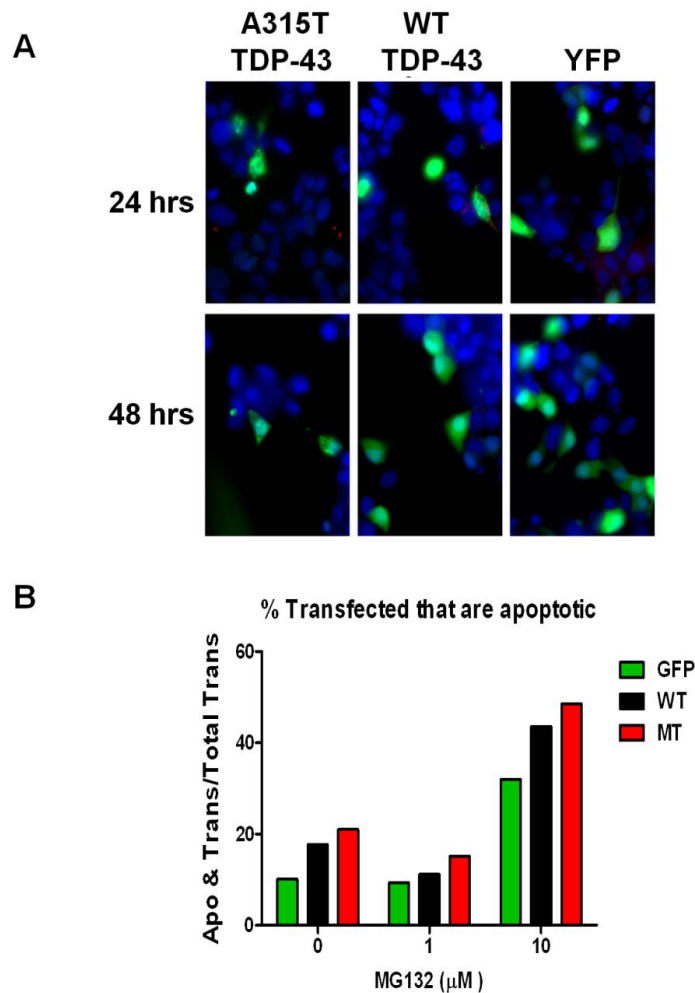 A
A315T TDP-43
WT TDP-43
YFP
24 hrs
48 hrs
B
% Transfected that are apoptotic
Apo & Trans/Total Trans
60
40
20
0
0
1
10
MG132 (μM )
GFP
WT
MT